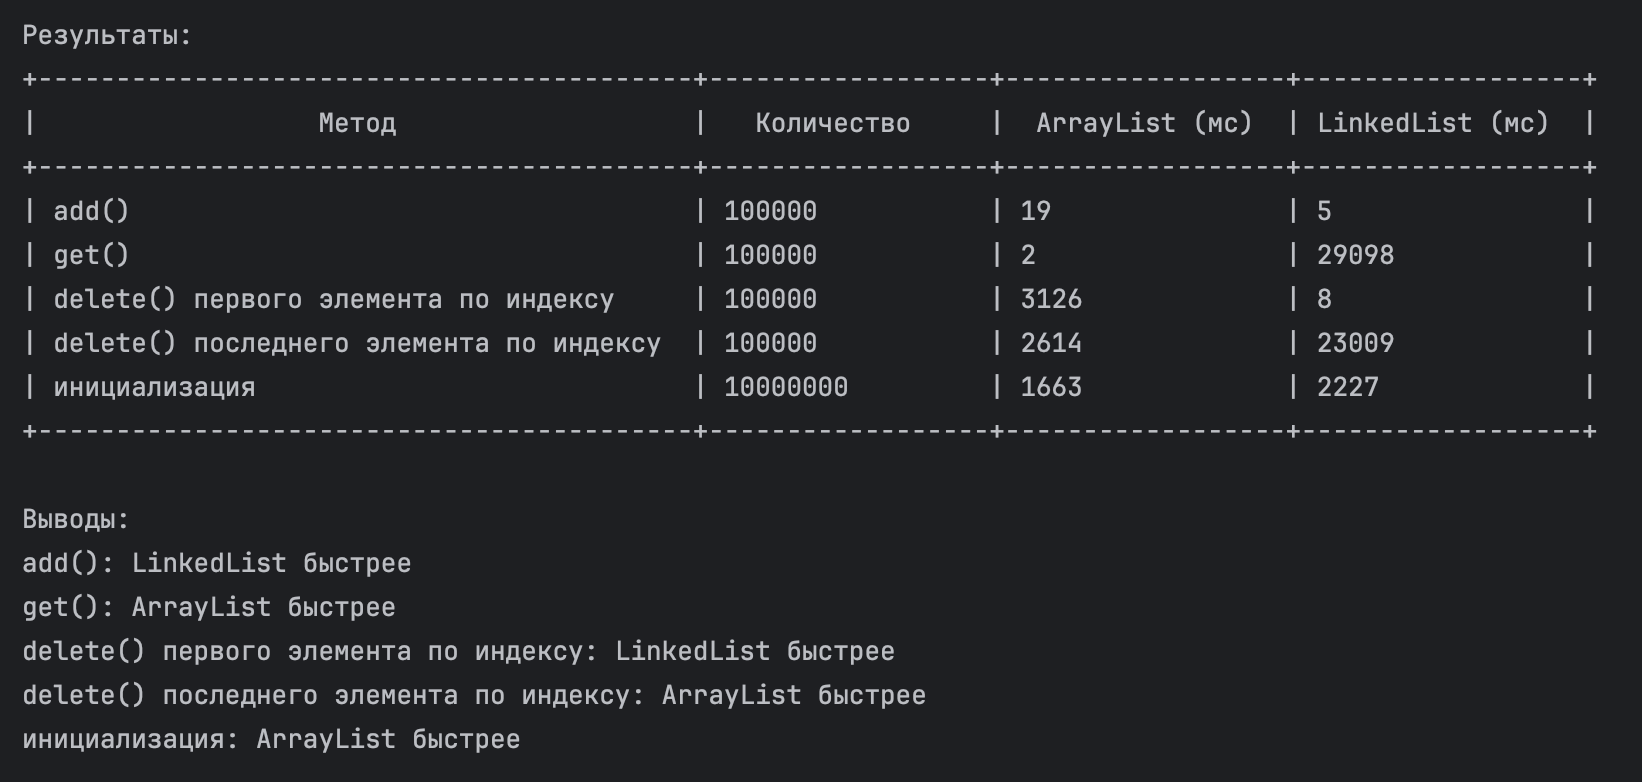 Результаты:
+------------------------------------------+------------------+------------------+------------------+
|                  Метод                   |   Количество     |  ArrayList (мс)  | LinkedList (мс)  |
+------------------------------------------+------------------+------------------+------------------+
| add()                                    | 100000           | 19               | 5                |
| get()                                    | 100000           | 2                | 29098            |
| delete() первого элемента по индексу     | 100000           | 3126             | 8                |
| delete() последнего элемента по индексу  | 100000           | 2614             | 23009            |
| инициализация                            | 10000000         | 1663             | 2227             |
+------------------------------------------+------------------+------------------+------------------+
Выводы:
add(): LinkedList быстрее
get(): ArrayList быстрее
delete() первого элемента по индексу: LinkedList быстрее
delete() последнего элемента по индексу: ArrayList быстрее
инициализация: ArrayList быстрее